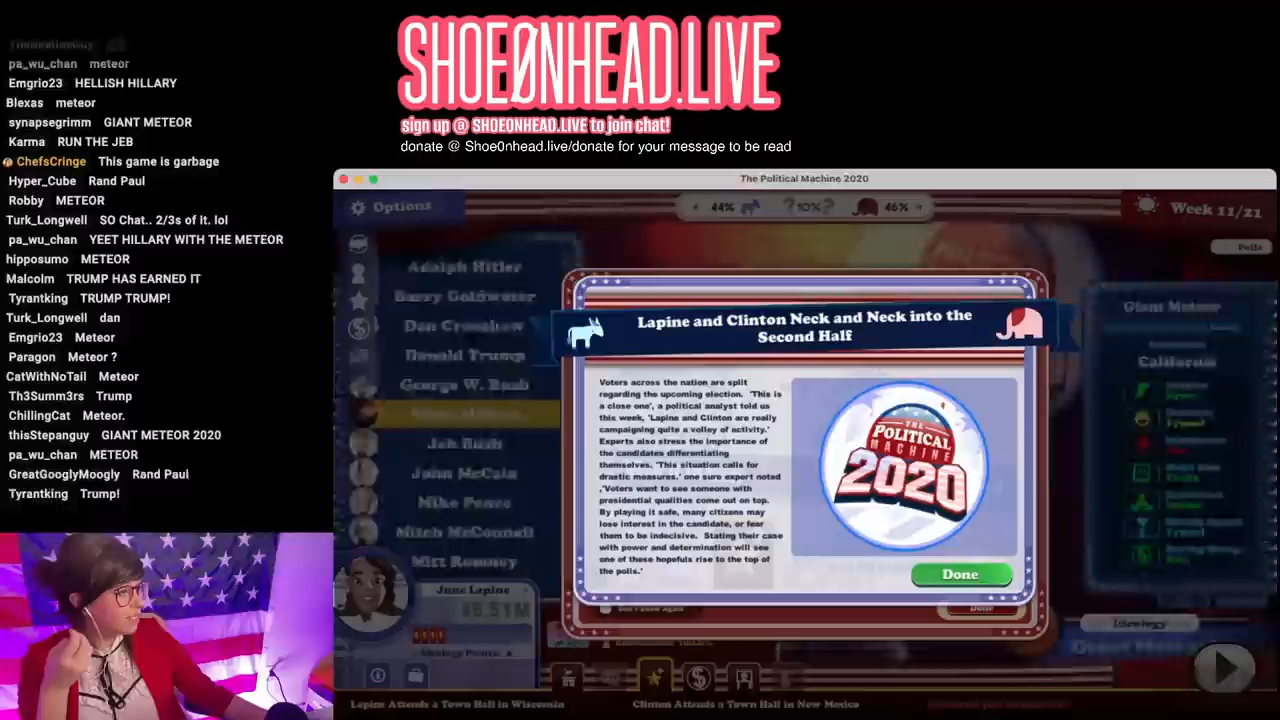 pa_wu_chan meteor
Emgrio23 HELLISH HILLARY
Blexas meteor
synapsegrimm GIANT METEOR
Karma RUN THE JEB
ChefsCringe This game is garbage
Hyper_Cube Rand Paul
Robby METEOR
Turk_Longwell SO Chat.. 2/3s of it. lol
pa_wu_chan YEET HILLARY WITH THE METEOR
hipposumo METEOR
Malcolm TRUMP HAS EARNED IT
Tyrantking TRUMP TRUMP!
Turk_Longwell dan
Emgrio23 Meteor
Paragon Meteor ?
CatWithNoTail Meteor
Th3Summ3rs Trump
ChillingCat Meteor.
thisStepanguy GIANT METEOR 2020
pa_wu_chan METEOR
GreatGooglyMoogly Rand Paul
Tyrantking Trump!
SHOEØNHEAD.LIVE
sign up @ SHOE0NHEAD.LIVE to join chat!
donate @ Shoe0nhead.live/donate for your message to be read
The Political Machine 2020
Options
44% ?10%? 46%
Week 11/21
Polls
Adolph Hitler
Barry Goldwater
Dan Crenshaw
Donald Trump
George W. Bush
Jeb Bush
John McCain
Mike Pence
Mitch McConnell
Mitt Romney
June Lapine
Lapine and Clinton Neck and Neck into the
Second Half
Voters across the nation are split
regarding the upcoming election. 'This is
a close one', a political analyst told us
this week, 'Lapine and Clinton are really
campaigning quite a volley of activity.'
Experts also stress the importance of
the candidates differentiating
themselves. 'This situation calls for
drastic measures,' one sure expert noted
,'Voters want to see someone with
presidential qualities come out on top.
By playing it safe, many citizens may
lose interest in the candidate, or fear
them to be indecisive. Stating their case
with power and determination will see
one of these hopefuls rise to the top of
the polls.'
THE
POLITICAL
MACHINE
2020
Done
Giant Meteor
California
Done
Ideology
Lapine Attends a Town Hall in Wisconsin
Clinton Attends a Town Hall in New Mexico